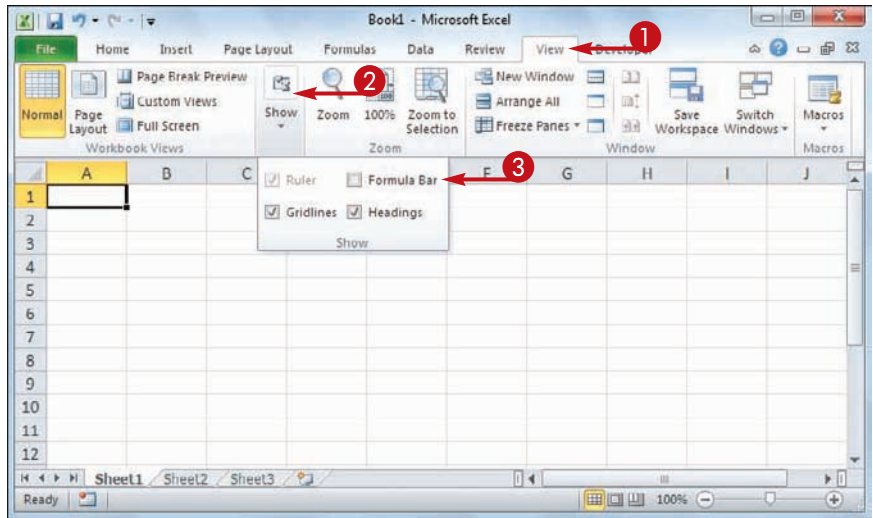 Book1 - Microsoft Excel
File Home Insert Page Layout Formulas Data Review View
1
Normal
Page Layout
Page Break Preview
Custom Views
Full Screen
Workbook Views
Show
2
Zoom
100%
Zoom to Selection
Zoom
New Window
Arrange All
Freeze Panes
Save Workspace
Switch Windows
Window
Macros
Macros
A B C F G H I J
3
Ruler
Formula Bar
Gridlines
Headings
Show
1
2
3
4
5
6
7
8
9
10
11
12
Sheet1 Sheet2 Sheet3
Ready
100%